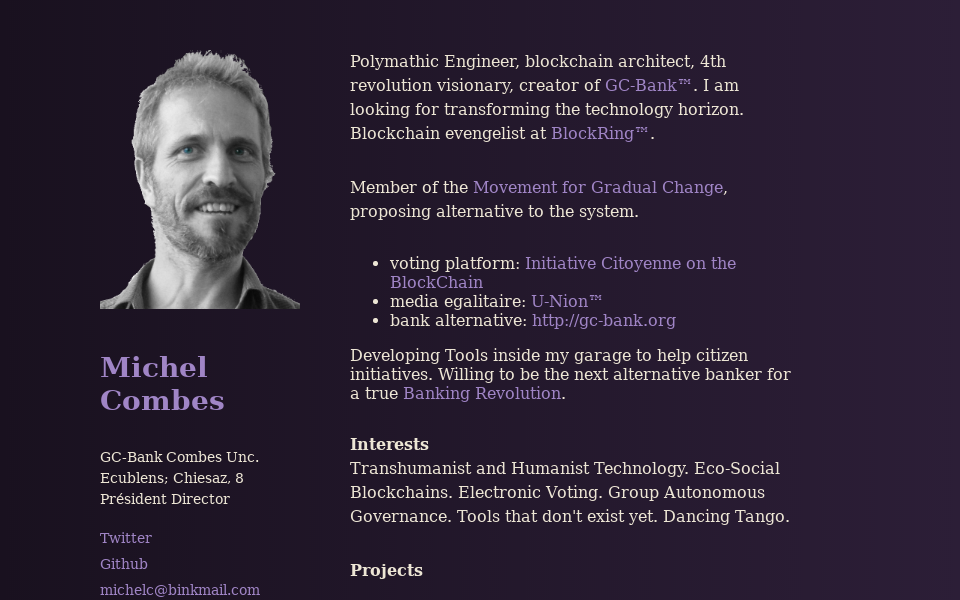 Michel
Combes
GC-Bank Combes Unc.
Ecublens; Chiesaz, 8
Président Director
Twitter
Github
michelc@binkmail.com
Polymathic Engineer, blockchain architect, 4th
revolution visionary, creator of GC-Bank™. I am
looking for transforming the technology horizon.
Blockchain evengelist at BlockRing™.
Member of the Movement for Gradual Change,
proposing alternative to the system.
• voting platform: Initiative Citoyenne on the
BlockChain
• media egalitaire: U-Nion™
• bank alternative: http://gc-bank.org
Developing Tools inside my garage to help citizen
initiatives. Willing to be the next alternative banker for
a true Banking Revolution.
Interests
Transhumanist and Humanist Technology. Eco-Social
Blockchains. Electronic Voting. Group Autonomous
Governance. Tools that don't exist yet. Dancing Tango.
Projects